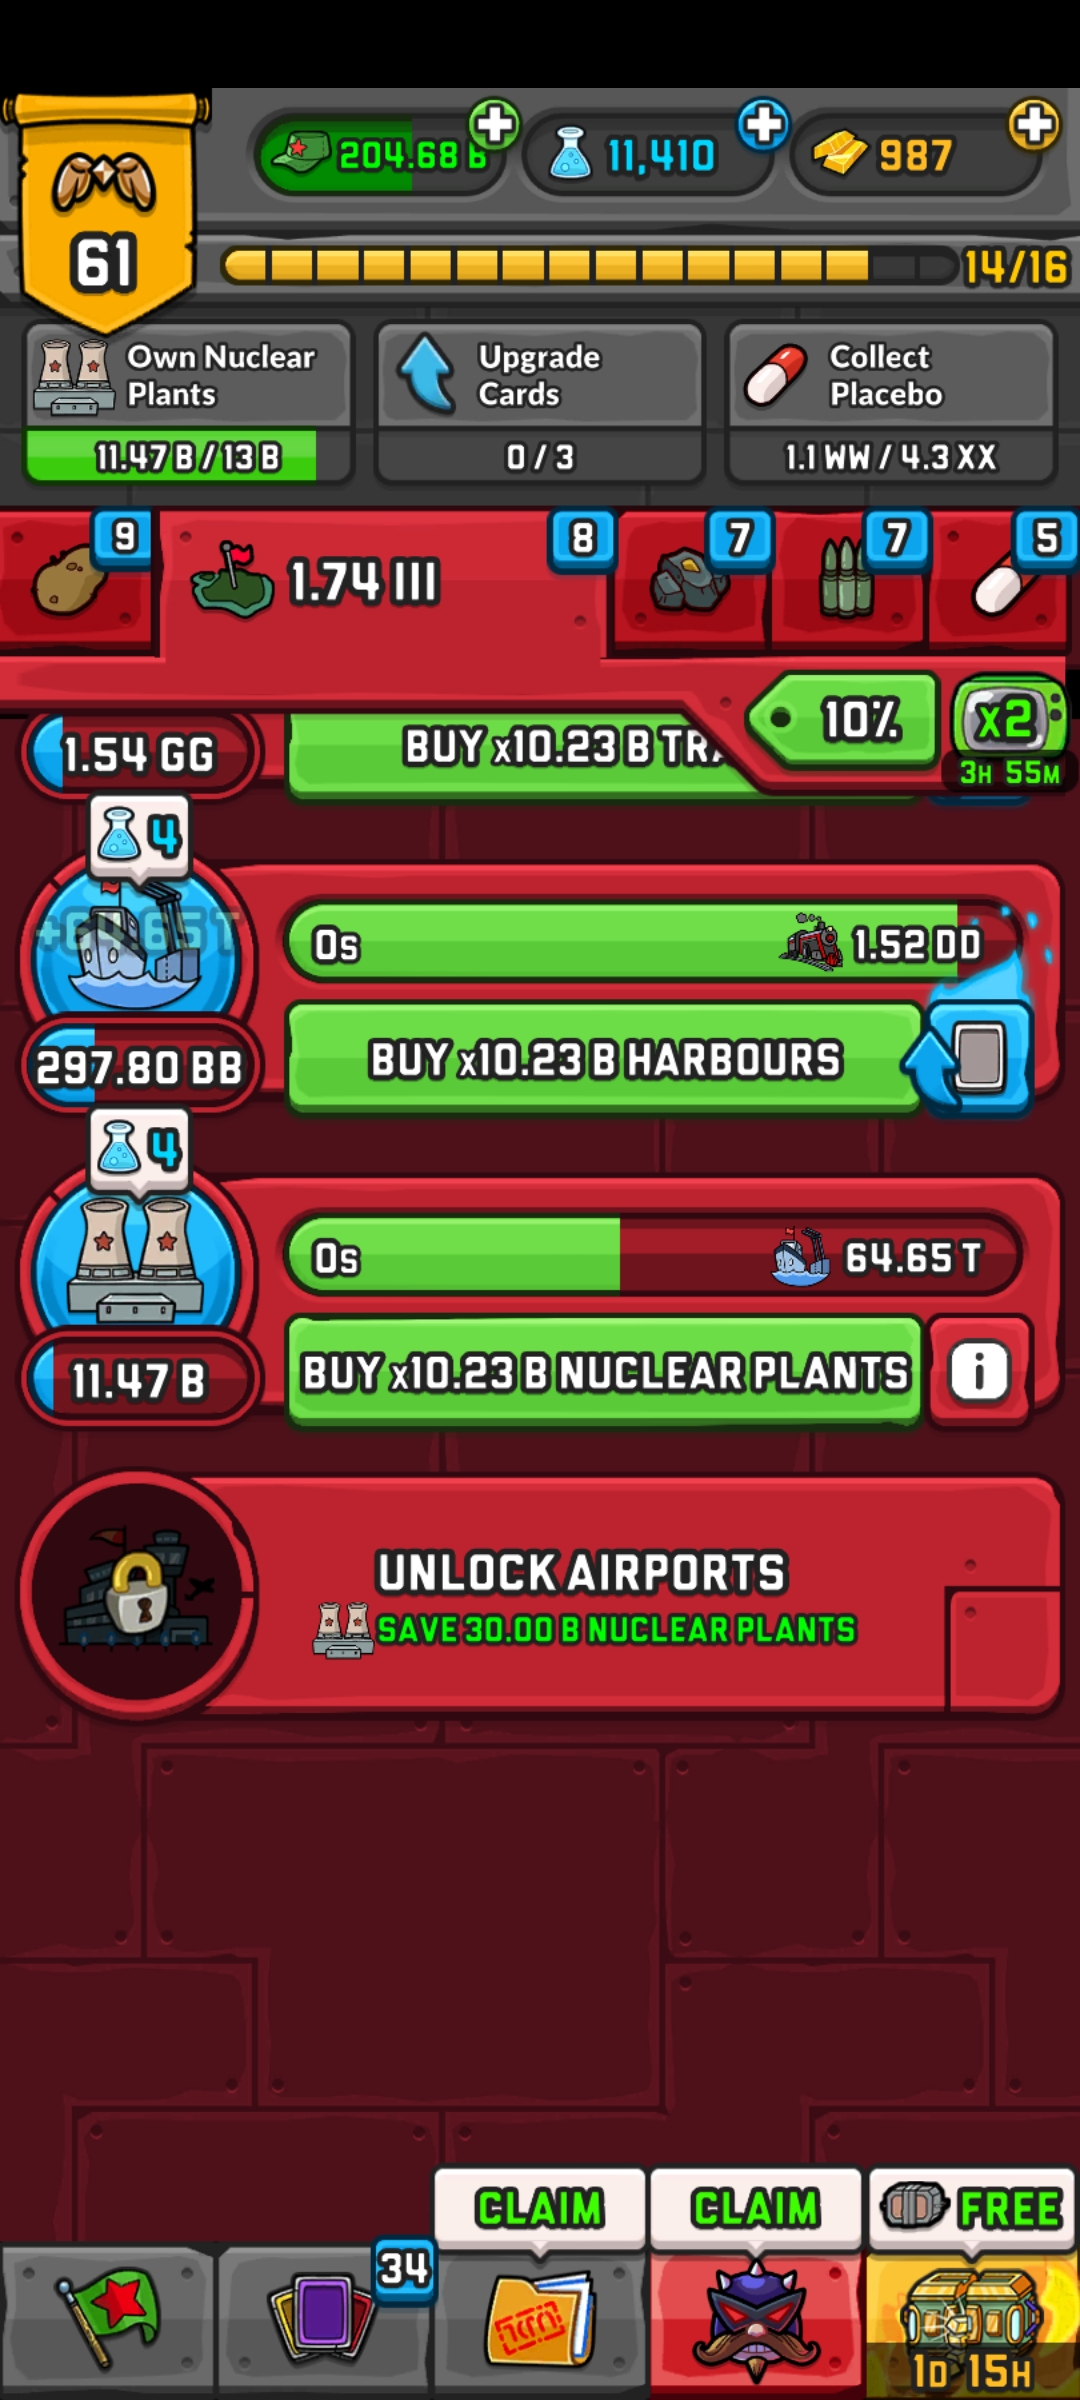 204.68 B
11,410
987
61
14/16
Own Nuclear
Plants
11.47 B / 13 B
Upgrade
Cards
0 / 3
Collect
Placebo
1.1 WW / 4.3 XX
9
1.74 III
8
7
7
5
10%
x2
3H 55M
1.54 GG
BUY x10.23 B
4
+64.65 T
0s
1.52 DD
297.80 BB
BUY x10.23 B HARBOURS
4
0s
64.65 T
11.47 B
BUY x10.23 B NUCLEAR PLANTS
i
UNLOCK AIRPORTS
SAVE 30.00 B NUCLEAR PLANTS
CLAIM
CLAIM
FREE
34
1D 15H